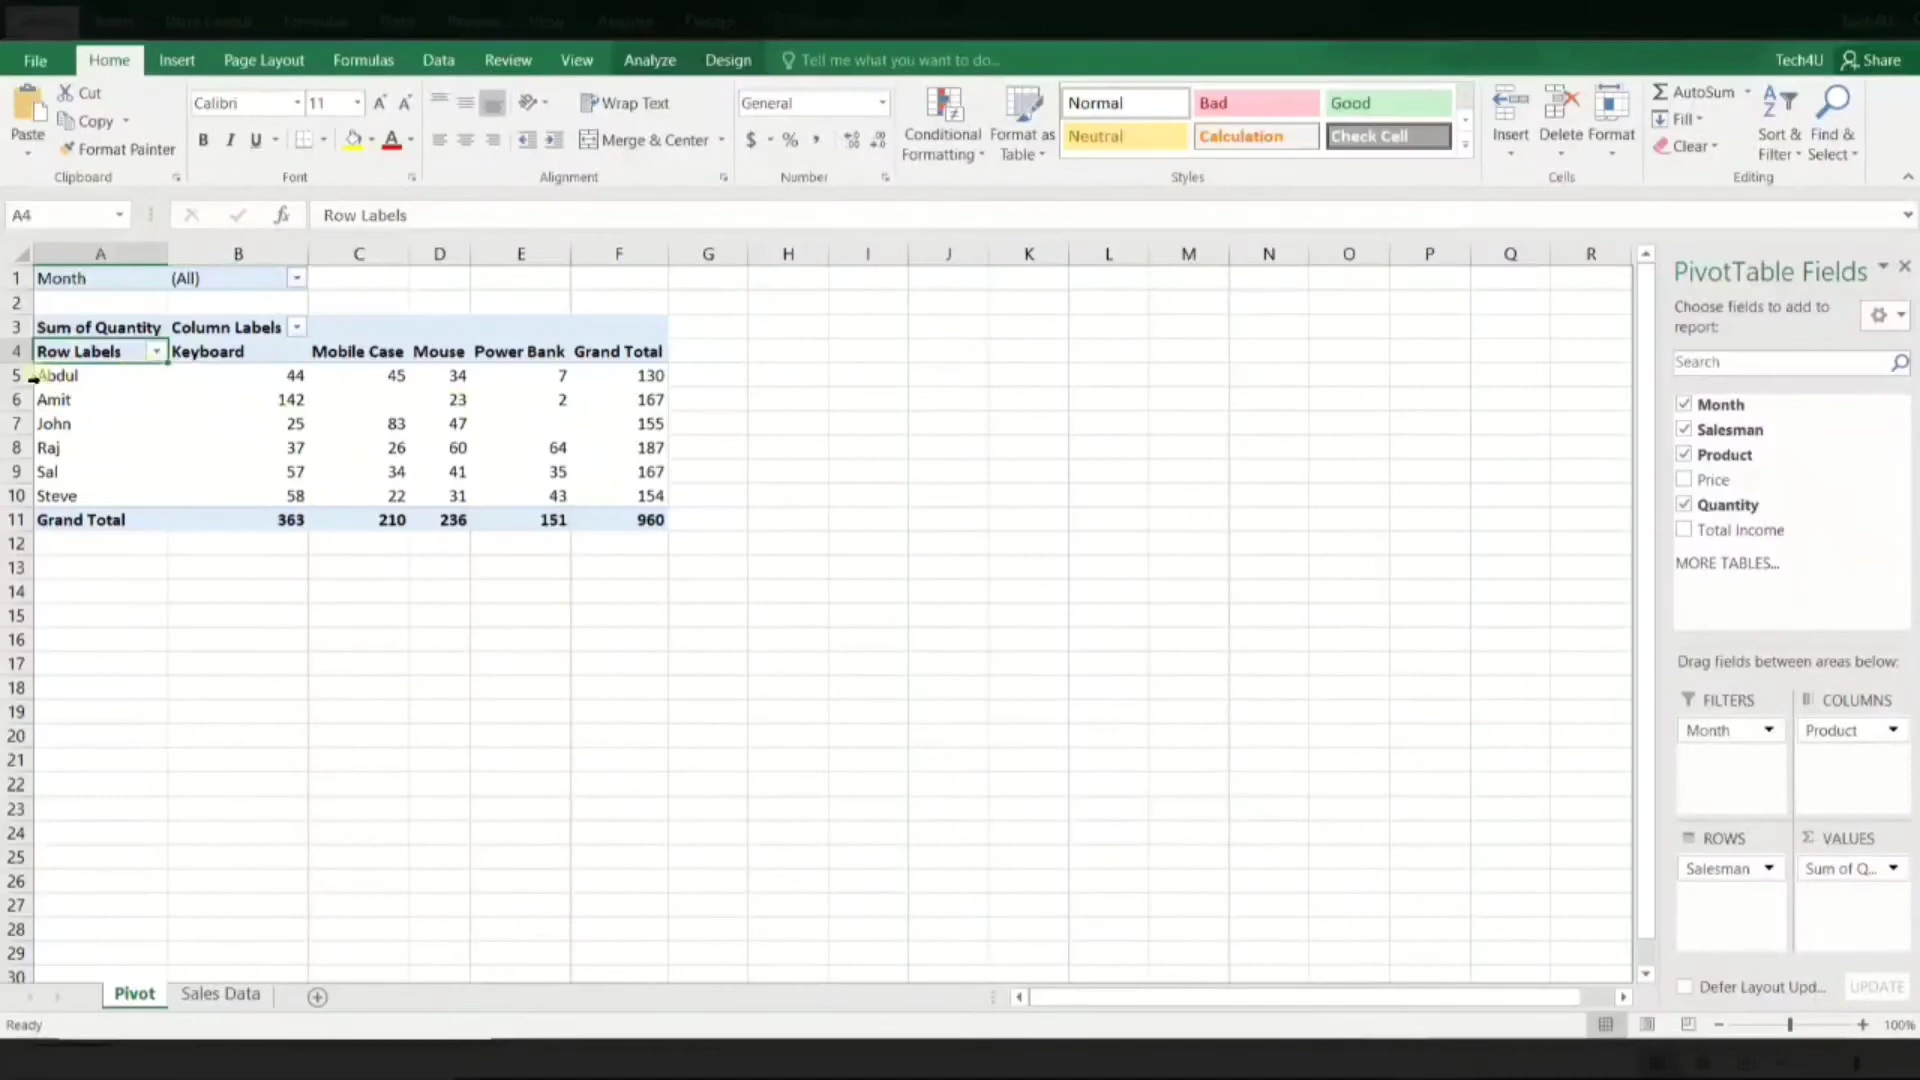 File Home Insert Page Layout Formulas Data Review View Analyze Design Tell me what you want to do... Tech4U Share
Cut
Copy
Format Painter
Paste
Clipboard
Calibri 11 A A
B I U A
Font
Wrap Text
Merge & Center
Alignment
General
$ % ,
Number
Conditional Formatting
Format as Table
Normal Bad Good
Neutral Calculation Check Cell
Styles
Insert Delete Format
Cells
AutoSum
Fill
Clear
Sort & Filter
Find & Select
Editing
A4 fx Row Labels
A B C D E F G H I J K L M N O P Q R
1 Month (All)
2
3 Sum of Quantity Column Labels
4 Row Labels Keyboard Mobile Case Mouse Power Bank Grand Total
5 Abdul 44 45 34 7 130
6 Amit 142 23 2 167
7 John 25 83 47 155
8 Raj 37 26 60 64 187
9 Sal 57 34 41 35 167
10 Steve 58 22 31 43 154
11 Grand Total 363 210 236 151 960
12
13
14
15
16
17
18
19
20
21
22
23
24
25
26
27
28
29
30
PivotTable Fields
Choose fields to add to
report:
Search
Month
Salesman
Product
Price
Quantity
Total Income
MORE TABLES...
Drag fields between areas below:
FILTERS COLUMNS
Month Product
ROWS Σ VALUES
Salesman Sum of Q...
Defer Layout Upd... UPDATE
Pivot Sales Data
Ready 100%